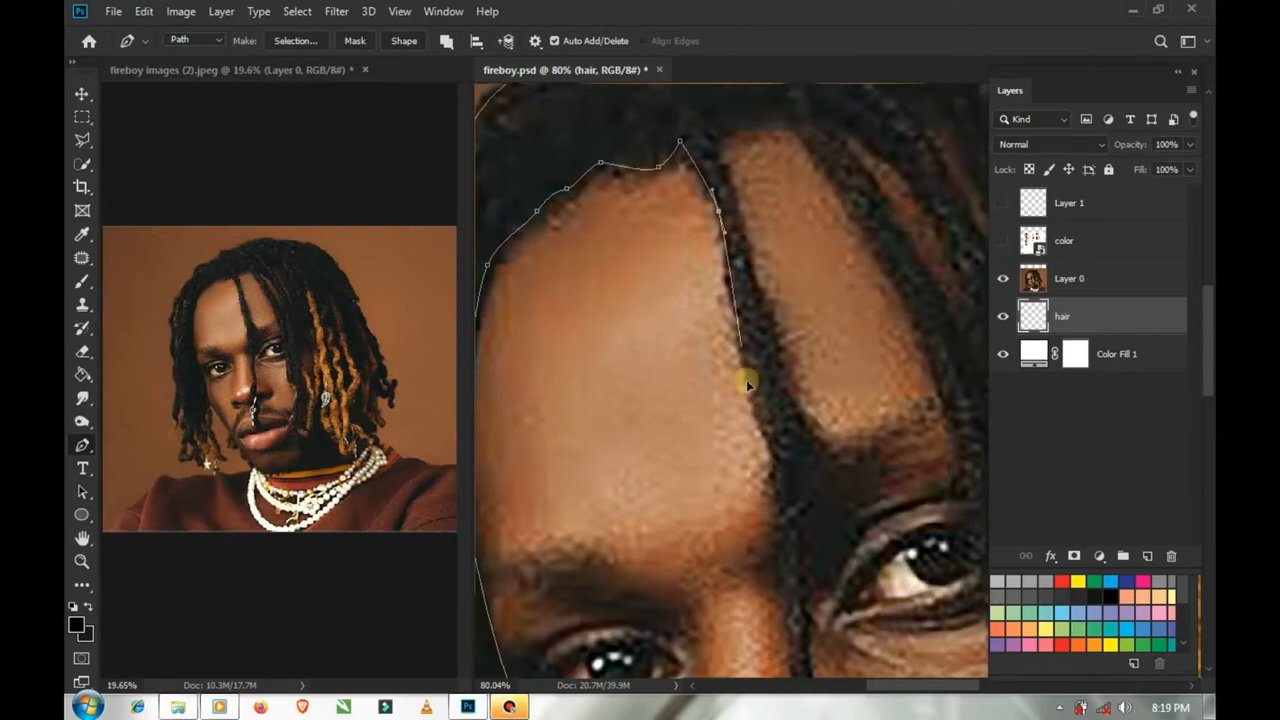 Ps File Edit Image Layer Type Select Filter 3D View Window Help
Path Make: Selection... Mask Shape Auto Add/Delete Align Edges
fireboy images (2).jpeg @ 19.6% (Layer 0, RGB/8#) * fireboy.psd @ 80% (hair, RGB/8#) *
Layers
Kind
Normal Opacity: 100%
Lock: Fill: 100%
Layer 1
color
Layer 0
hair
Color Fill 1
fx
19.65% Doc: 10.3M/17.7M 80.04% Doc: 20.7M/39.9M
Ps 8:19 PM